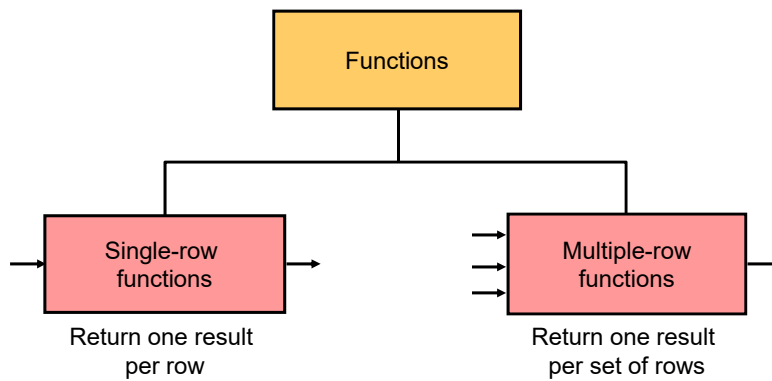 Functions
Single-row
functions
Multiple-row
functions
Return one result
per row
Return one result
per set of rows